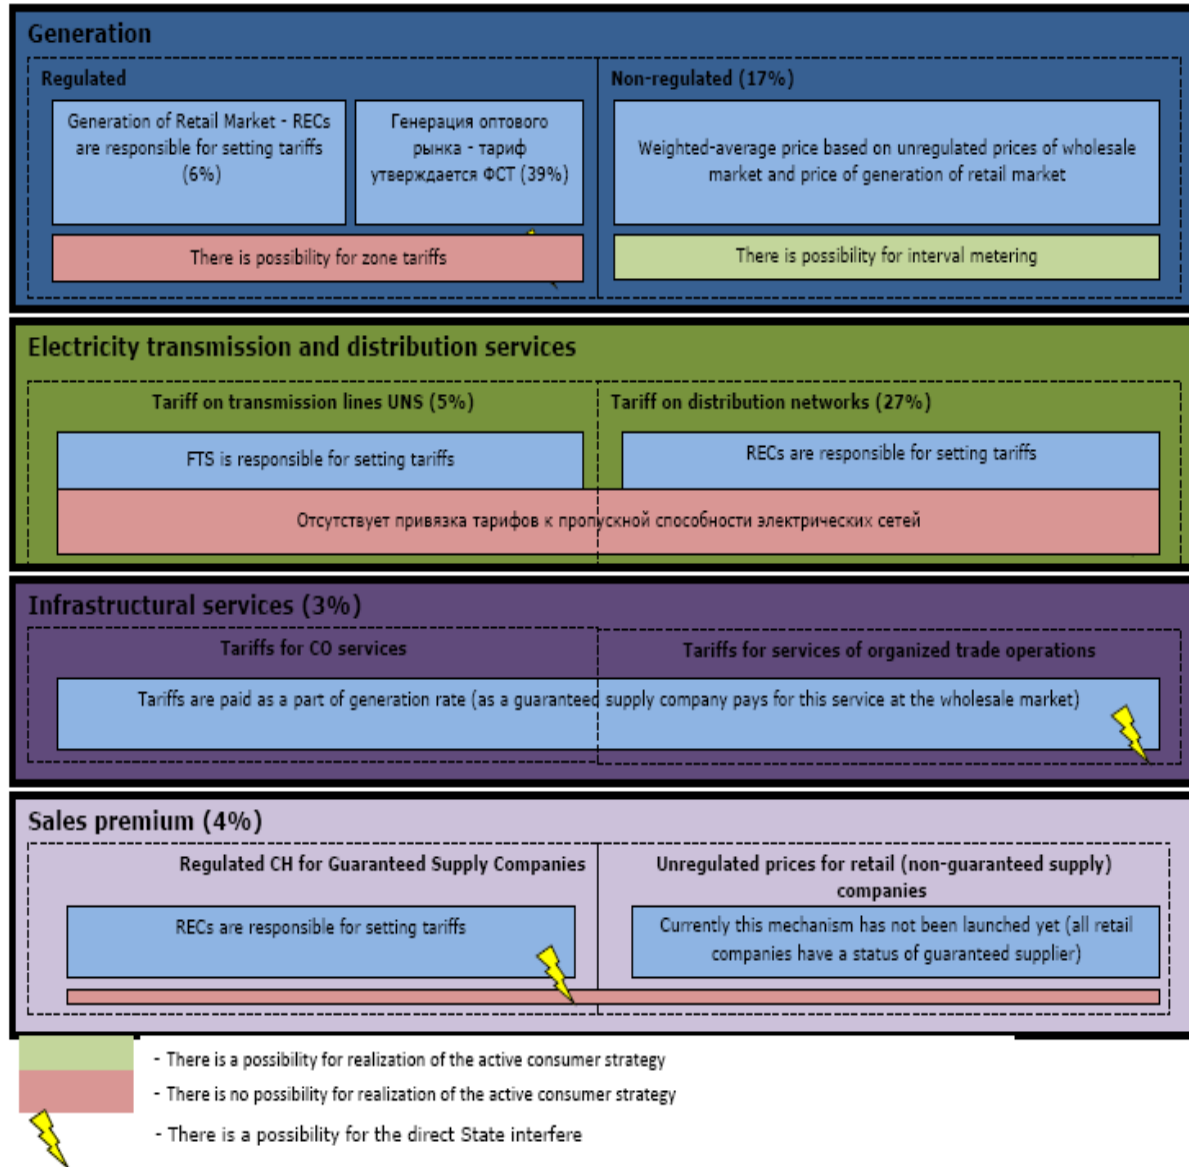 Generation
Regulated
Generation of Retail Market - RECs
are responsible for setting tariffs
(6%)
Генерация оптового
рынка - тариф
утверждается ФСТ (39%)
There is possibility for zone tariffs
Non-regulated (17%)
Weighted-average price based on unregulated prices of wholesale
market and price of generation of retail market
There is possibility for interval metering
Electricity transmission and distribution services
Tariff on transmission lines UNS (5%)
FTS is responsible for setting tariffs
Tariff on distribution networks (27%)
RECs are responsible for setting tariffs
Отсутствует привязка тарифов к пропускной способности электрических сетей
Infrastructural services (3%)
Tariffs for CO services
Tariffs for services of organized trade operations
Tariffs are paid as a part of generation rate (as a guaranteed supply company pays for this service at the wholesale market)
Sales premium (4%)
Regulated CH for Guaranteed Supply Companies
RECs are responsible for setting tariffs
Unregulated prices for retail (non-guaranteed supply)
companies
Currently this mechanism has not been launched yet (all retail
companies have a status of guaranteed supplier)
- There is a possibility for realization of the active consumer strategy
- There is no possibility for realization of the active consumer strategy
- There is a possibility for the direct State interfere